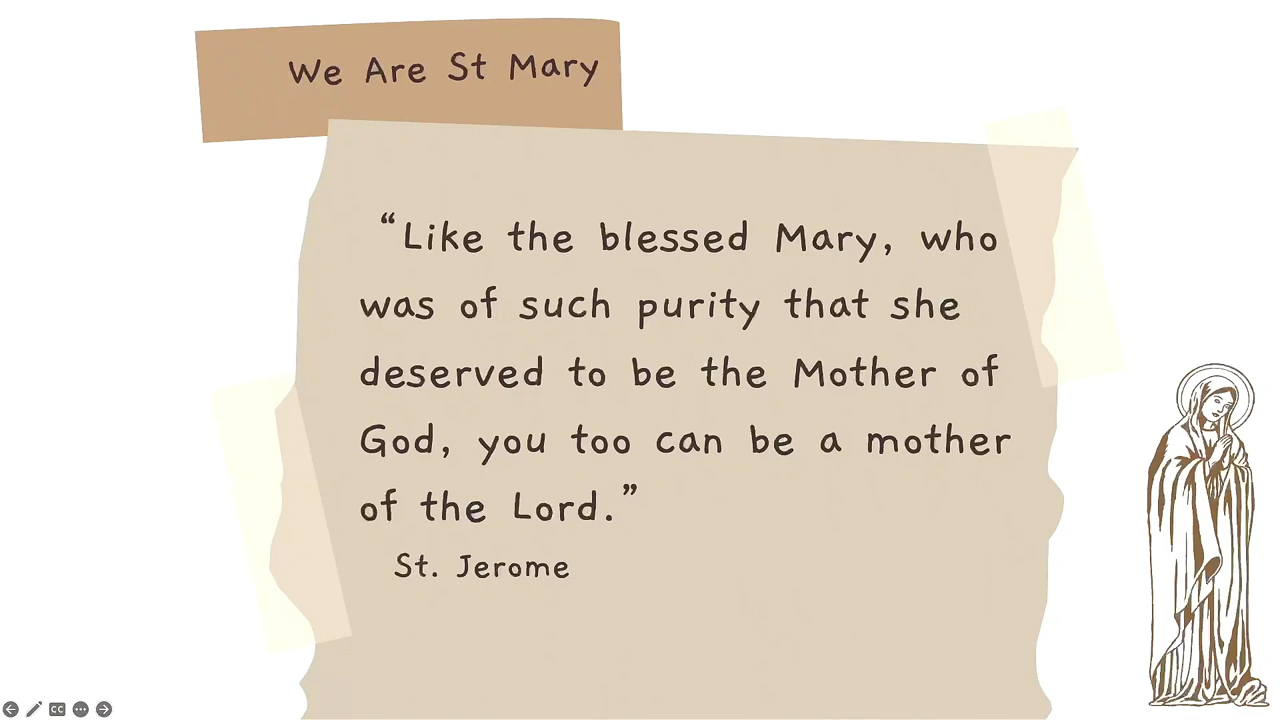 We Are St Mary
“Like the blessed Mary, who
was of such purity that she
deserved to be the Mother of
God, you too can be a mother
of the Lord.”
St. Jerome
CC